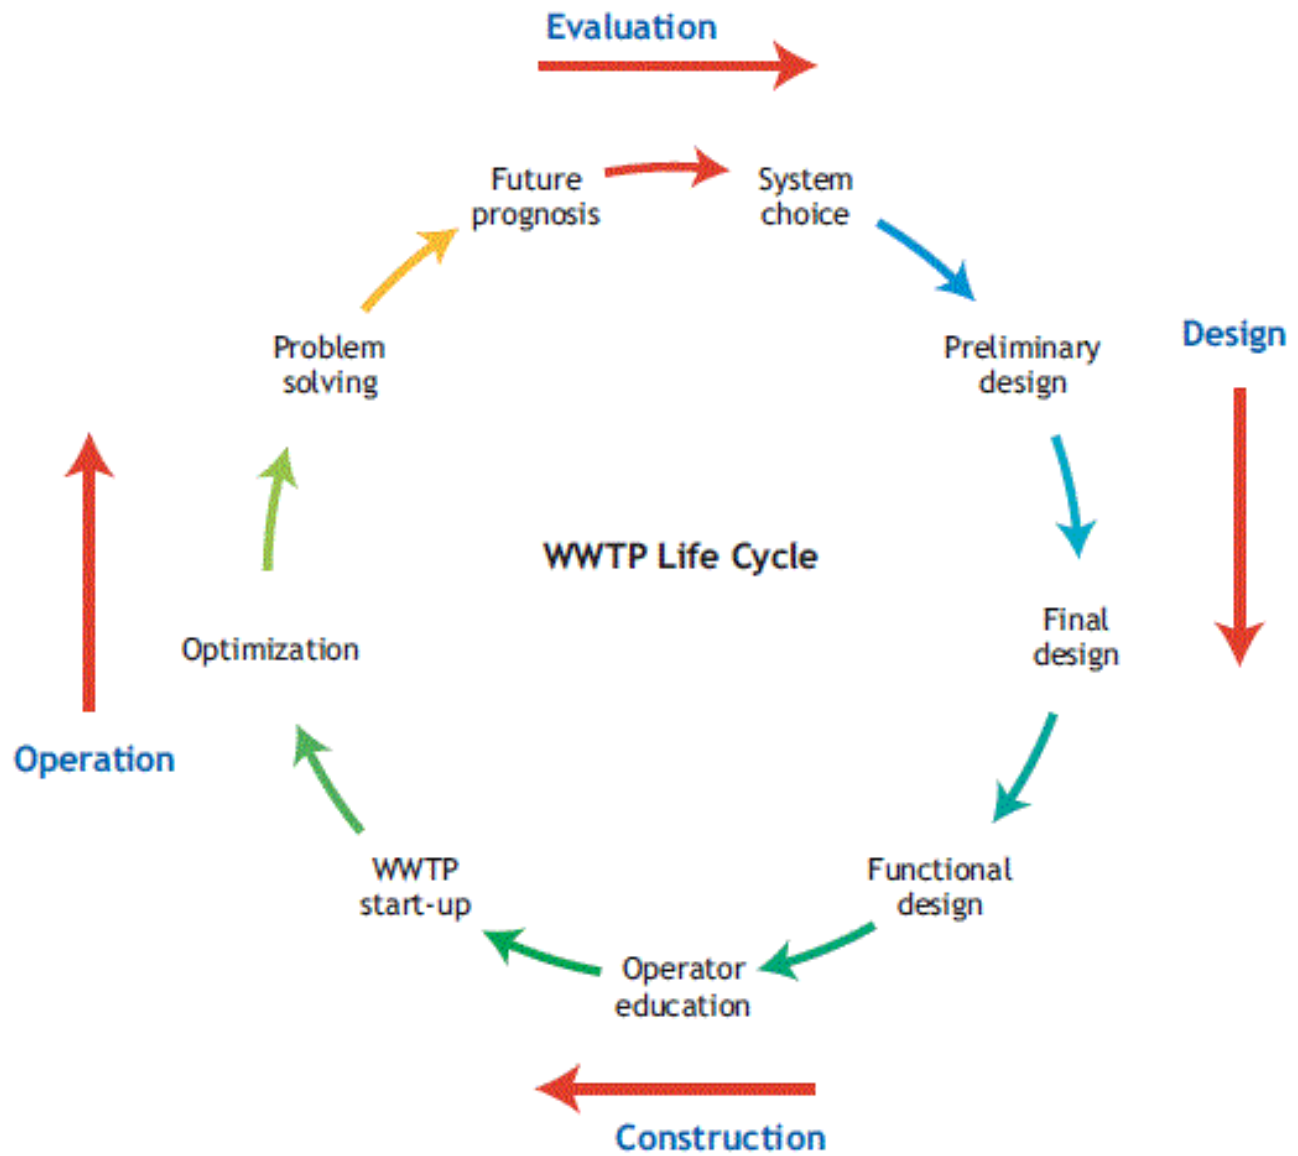 Evaluation
Future
prognosis
System
choice
Problem
solving
Preliminary
design
Design
WWTP Life Cycle
Optimization
Final
design
Operation
WWTP
start-up
Functional
design
Operator
education
Construction